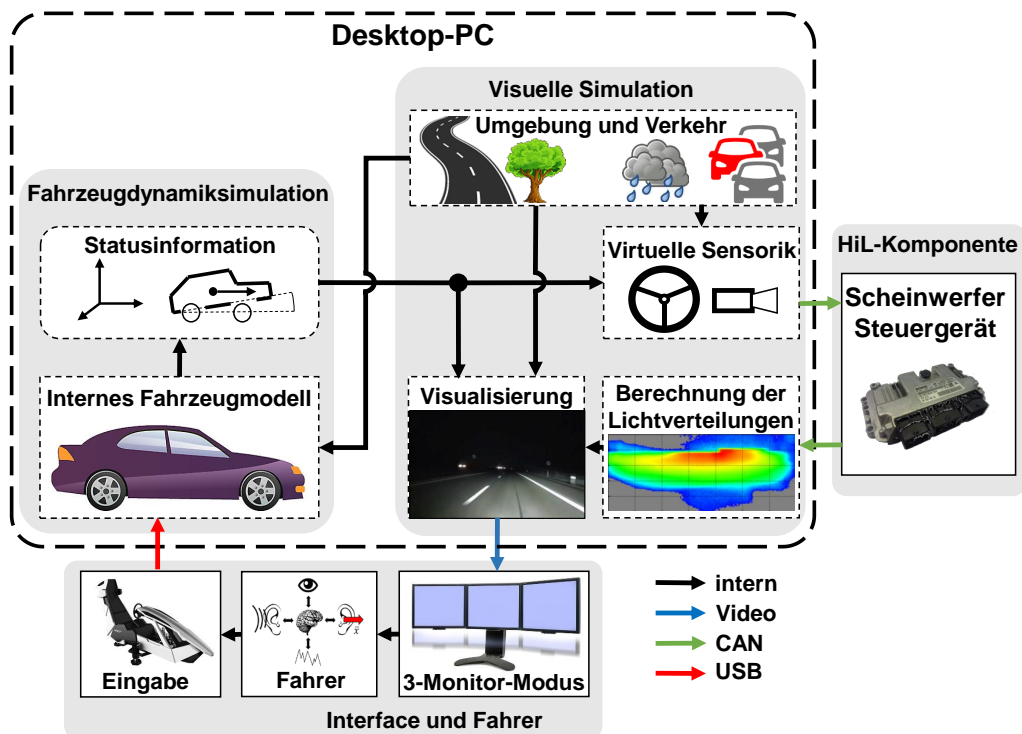 Desktop-PC
Visuelle Simulation
Umgebung und Verkehr
Fahrzeugdynamiksimulation
Statusinformation
Virtuelle Sensorik
HiL-Komponente
Scheinwerfer
Steuergerät
Internes Fahrzeugmodell
Visualisierung
Berechnung der
Lichtverteilungen
intern
Video
CAN
USB
Eingabe
Fahrer
3-Monitor-Modus
Interface und Fahrer